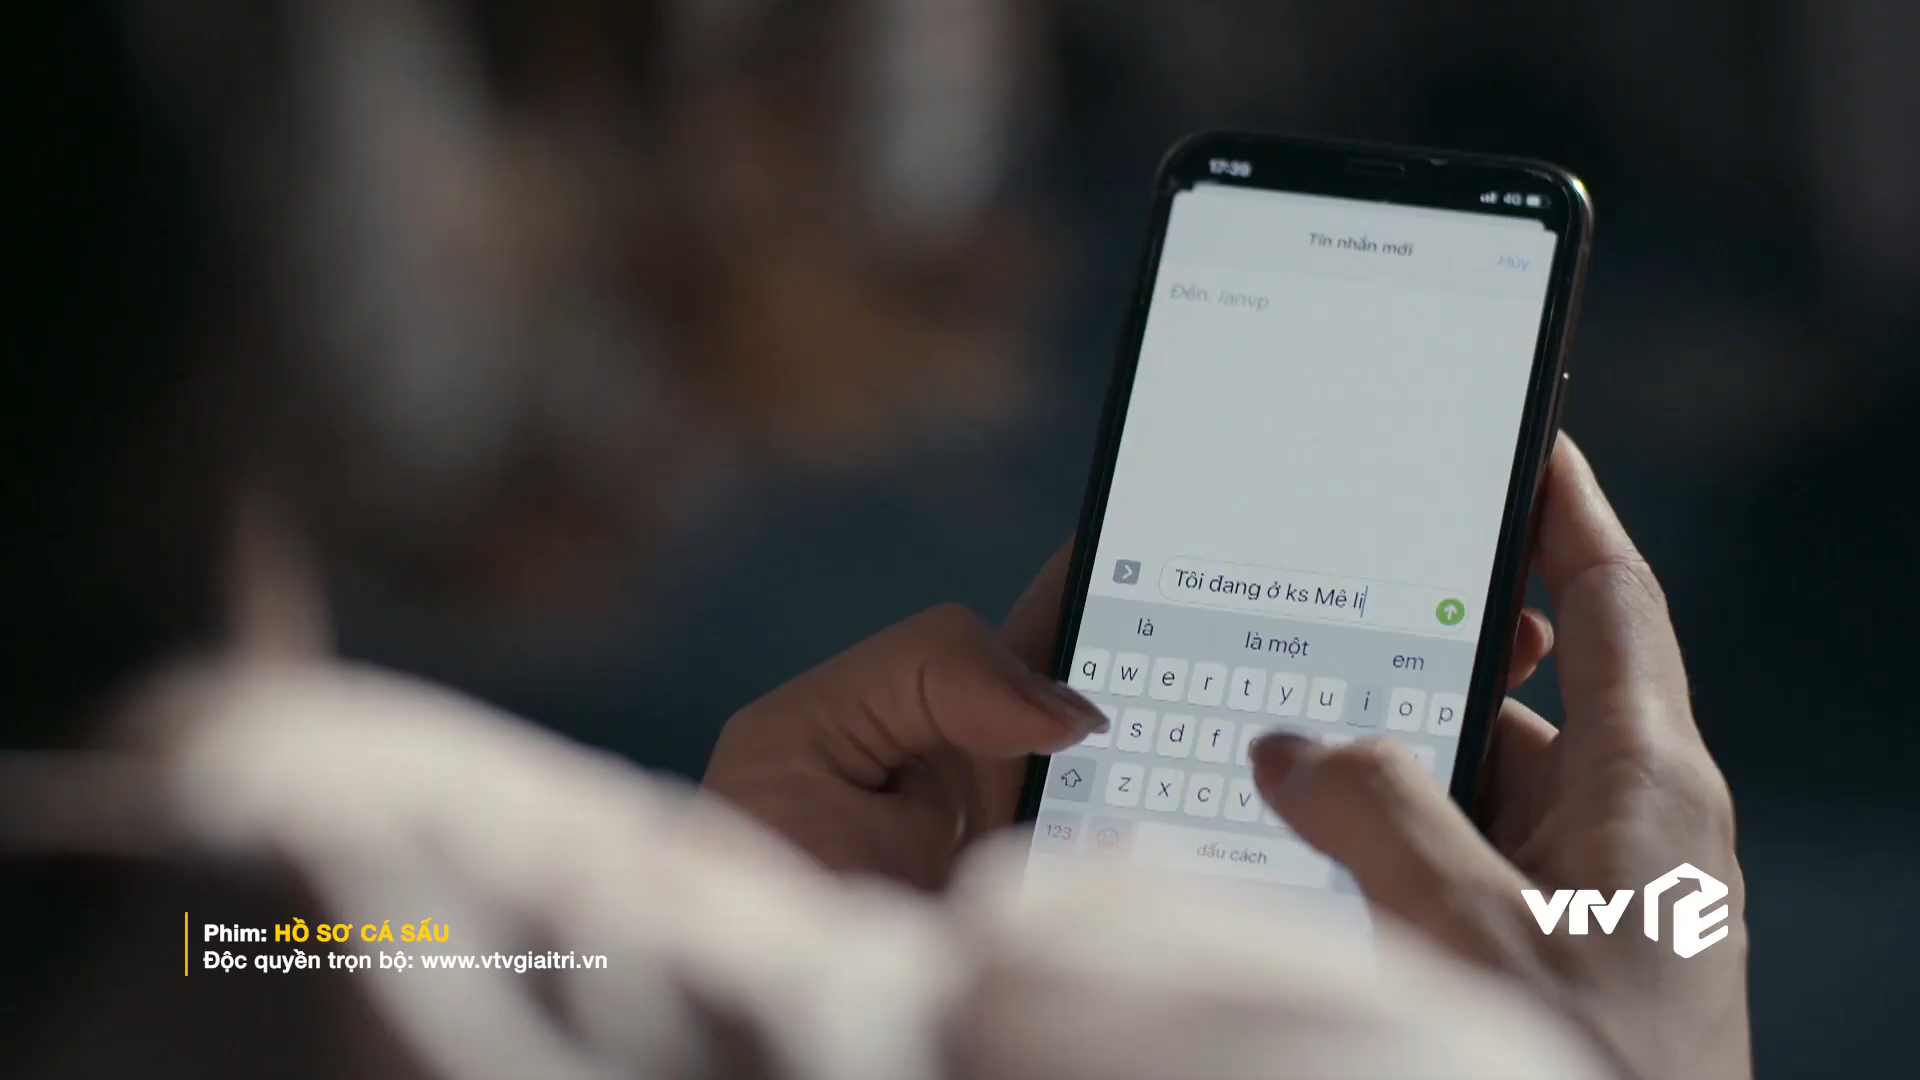 17:39
4G
Tin nhắn mới
Hủy
Đến: lanvp
Tôi đang ở ks Mê li
là là một em
q w e r t y u i o p
s d f
z x c v
123 dấu cách
VTV
Phim: HỒ SƠ CÁ SẤU
Độc quyền trọn bộ: www.vtvgiaitri.vn